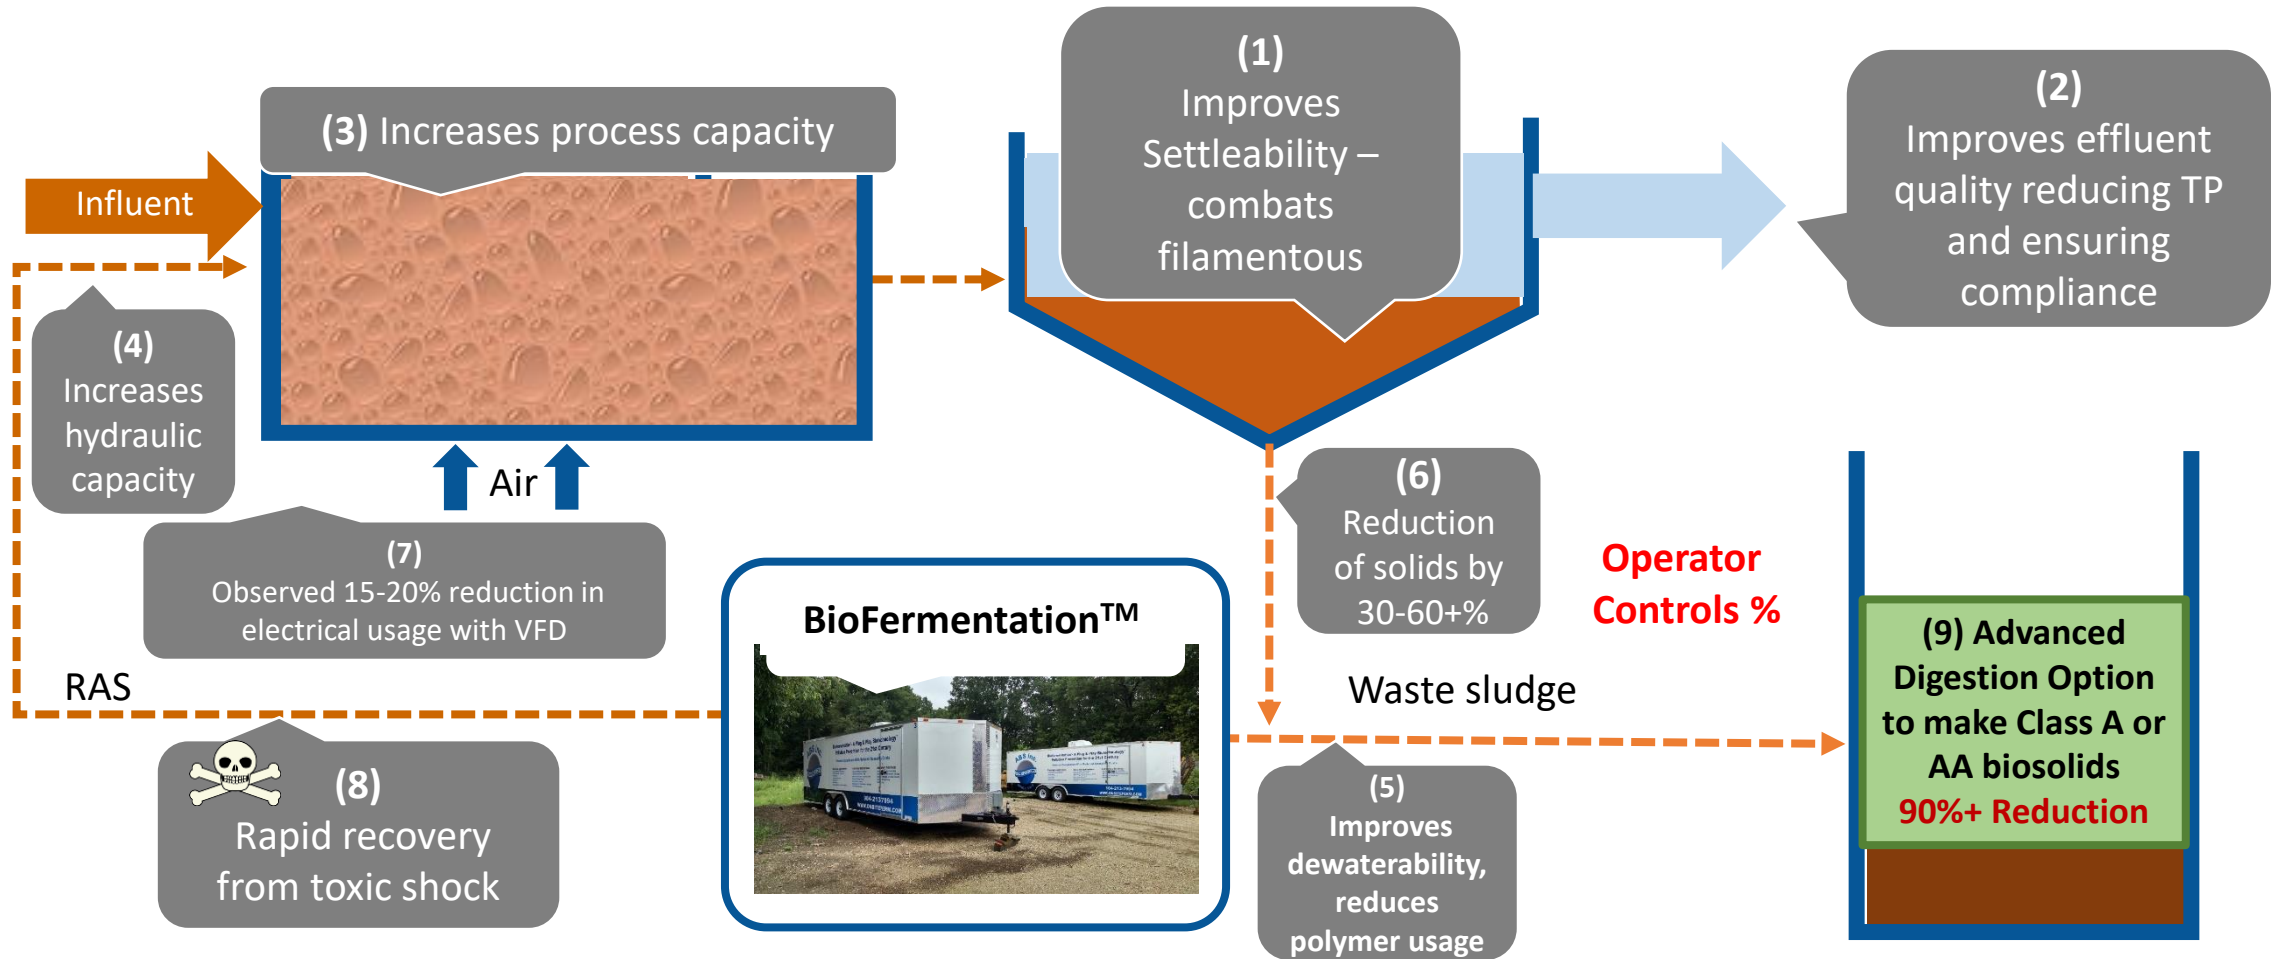 (1)
Improves
Settleability –
combats
filamentous
(2)
Improves effluent
quality reducing TP
and ensuring
compliance
(3) Increases process capacity
Influent
(4)
Increases
hydraulic
capacity
Air
(7)
Observed 15-20% reduction in
electrical usage with VFD
(6)
Reduction
of solids by
30-60+%
Operator
Controls %
BioFermentation™
RAS
Waste sludge
(9) Advanced
Digestion Option
to make Class A or
AA biosolids
90%+ Reduction
(8)
Rapid recovery
from toxic shock
(5)
Improves
dewaterability,
reduces
polymer usage